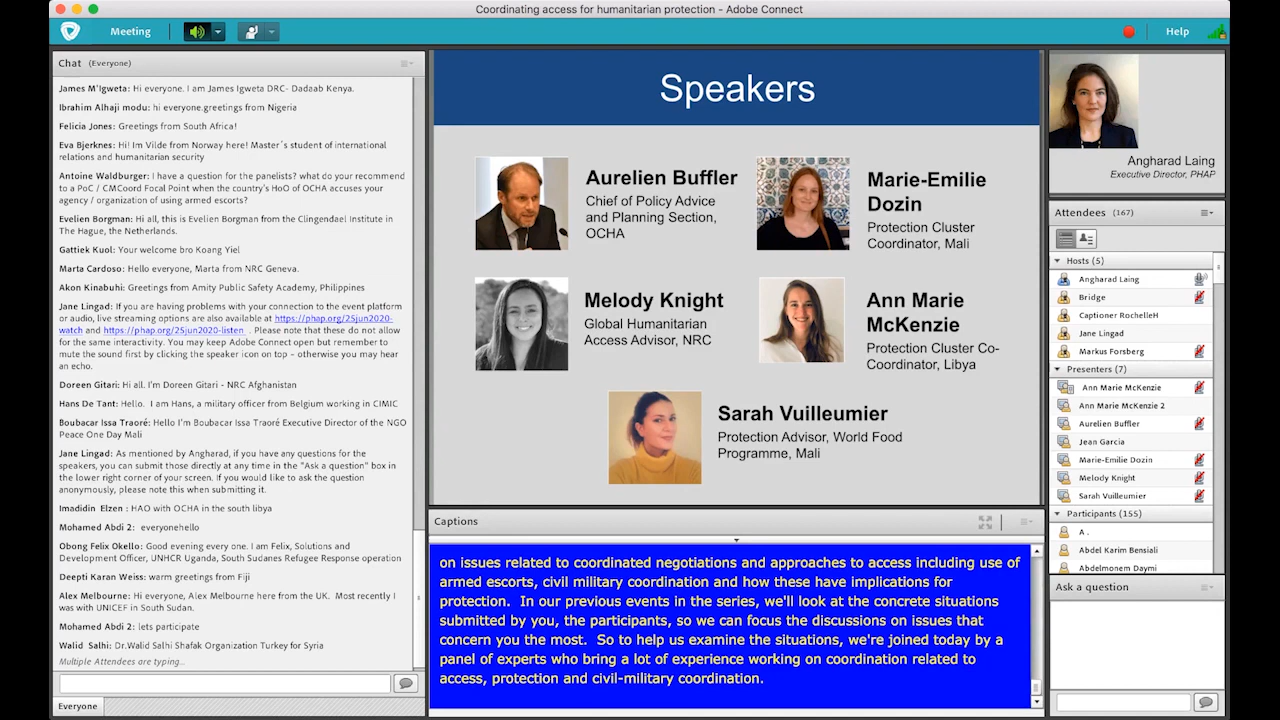 Coordinating access for humanitarian protection - Adobe Connect
Meeting
Help
Chat (Everyone)
James M'Igweta: Hi everyone. I am James Igweta DRC- Dadaab Kenya.
Ibrahim Alhaji modu: hi everyone.greetings from Nigeria
Felicia Jones: Greetings from South Africa!
Eva Bjerknes: Hi! Im Vilde from Norway here! Master´s student of international
relations and humanitarian security
Antoine Waldburger: I have a question for the panelists? what do your recommend
to a PoC / CMCoord Focal Point when the country's HoO of OCHA accuses your
agency / organization of using armed escorts?
Evelien Borgman: Hi all, this is Evelien Borgman from the Clingendael Institute in
The Hague, the Netherlands.
Gattiek Kuol: Your welcome bro Koang Yiel
Marta Cardoso: Hello everyone, Marta from NRC Geneva.
Akon Kinabuhi: Greetings from Amity Public Safety Academy, Philippines
Jane Lingad: If you are having problems with your connection to the event platform
or audio, live streaming options are also available at https://phap.org/25jun2020-
watch and https://phap.org/25jun2020-listen . Please note that these do not allow
for the same interactivity. You may keep Adobe Connect open but remember to
mute the sound first by clicking the speaker icon on top - otherwise you may hear
an echo.
Doreen Gitari: Hi all. I'm Doreen Gitari - NRC Afghanistan
Hans De Tant: Hello. I am Hans, a military officer from Belgium working in CIMIC
Boubacar Issa Traoré: Hello I'm Boubacar Issa Traoré Executive Director of the NGO
Peace One Day Mali
Jane Lingad: As mentioned by Angharad, if you have any questions for the
speakers, you can submit those directly at any time in the "Ask a question" box in
the lower right corner of your screen. If you would like to ask the question
anonymously, please note this when submitting it.
Imadidin Elzen : HAO with OCHA in the south libya
Mohamed Abdi 2: everyonehello
Obong Felix Okello: Good evening every one. I am Felix, Solutions and
Development Officer, UNHCR Uganda, South Sudanes Refugee Response operation
Deepti Karan Weiss: warm greetings from Fiji
Alex Melbourne: Hi everyone, Alex Melbourne here from the UK. Most recently I
was with UNICEF in South Sudan.
Mohamed Abdi 2: lets participate
Walid Salhi: Dr.Walid Salhi Shafak Organization Turkey for Syria
Multiple Attendees are typing...
Everyone
Speakers
Aurelien Buffler
Chief of Policy Advice
and Planning Section,
OCHA
Marie-Emilie
Dozin
Protection Cluster
Coordinator, Mali
Melody Knight
Global Humanitarian
Access Advisor, NRC
Ann Marie
McKenzie
Protection Cluster Co-
Coordinator, Libya
Sarah Vuilleumier
Protection Advisor, World Food
Programme, Mali
Captions
on issues related to coordinated negotiations and approaches to access including use of
armed escorts, civil military coordination and how these have implications for
protection. In our previous events in the series, we'll look at the concrete situations
submitted by you, the participants, so we can focus the discussions on issues that
concern you the most. So to help us examine the situations, we're joined today by a
panel of experts who bring a lot of experience working on coordination related to
access, protection and civil-military coordination.
Angharad Laing
Executive Director, PHAP
Attendees (167)
Hosts (5)
Angharad Laing
Bridge
Captioner RochelleH
Jane Lingad
Markus Forsberg
Presenters (7)
Ann Marie McKenzie
Ann Marie McKenzie 2
Aurelien Buffler
Jean Garcia
Marie-Emilie Dozin
Melody Knight
Sarah Vuilleumier
Participants (155)
A .
Abdel Karim Bensiali
Abdelmonem Daymi
Ask a question